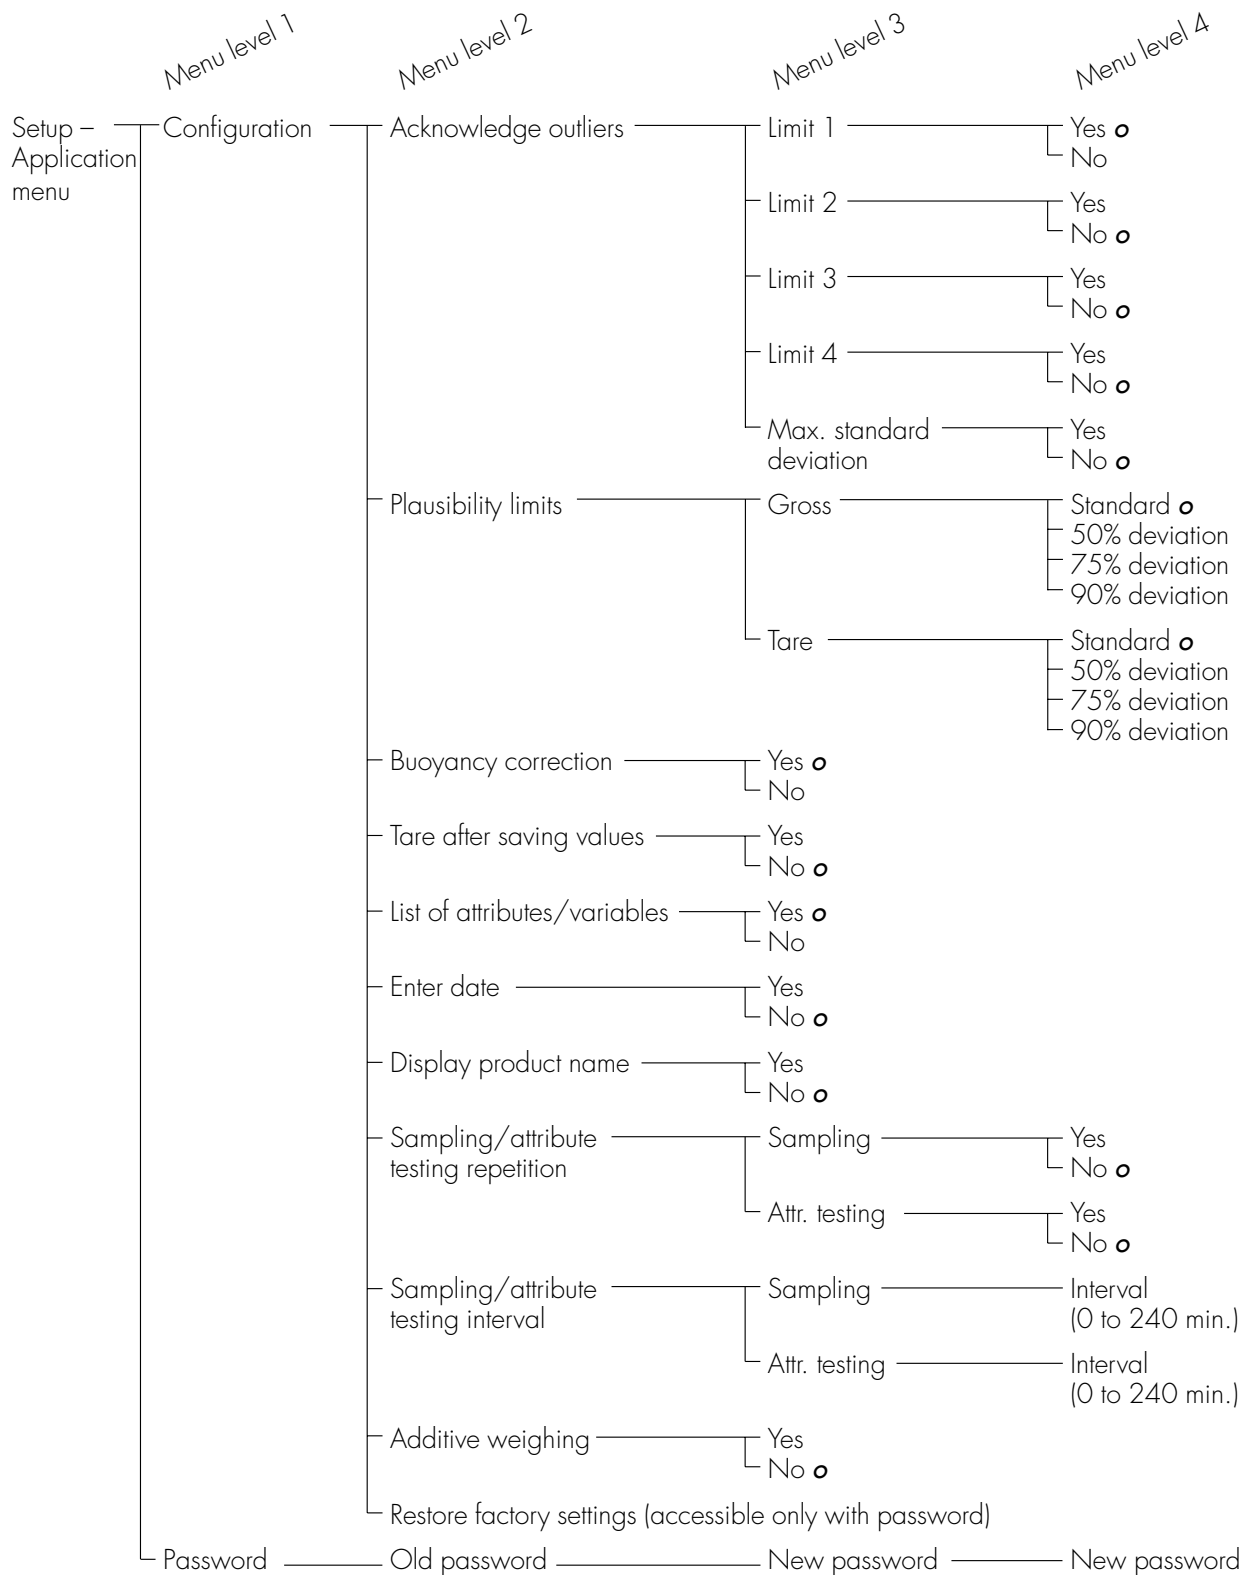 Menu level 1 Menu level 2 Menu level 3 Menu level 4
Setup – Configuration Acknowledge outliers Limit 1 Yes o
Application No
menu
Limit 2 Yes
No o
Limit 3 Yes
No o
Limit 4 Yes
No o
Max. standard Yes
deviation No o
Plausibility limits Gross Standard o
50% deviation
75% deviation
90% deviation
Tare Standard o
50% deviation
75% deviation
90% deviation
Buoyancy correction Yes o
No
Tare after saving values Yes
No o
List of attributes/variables Yes o
No
Enter date Yes
No o
Display product name Yes
No o
Sampling/attribute Sampling Yes
testing repetition No o
Attr. testing Yes
No o
Sampling/attribute Sampling Interval
testing interval (0 to 240 min.)
Attr. testing Interval
(0 to 240 min.)
Additive weighing Yes
No o
Restore factory settings (accessible only with password)
Password Old password New password New password